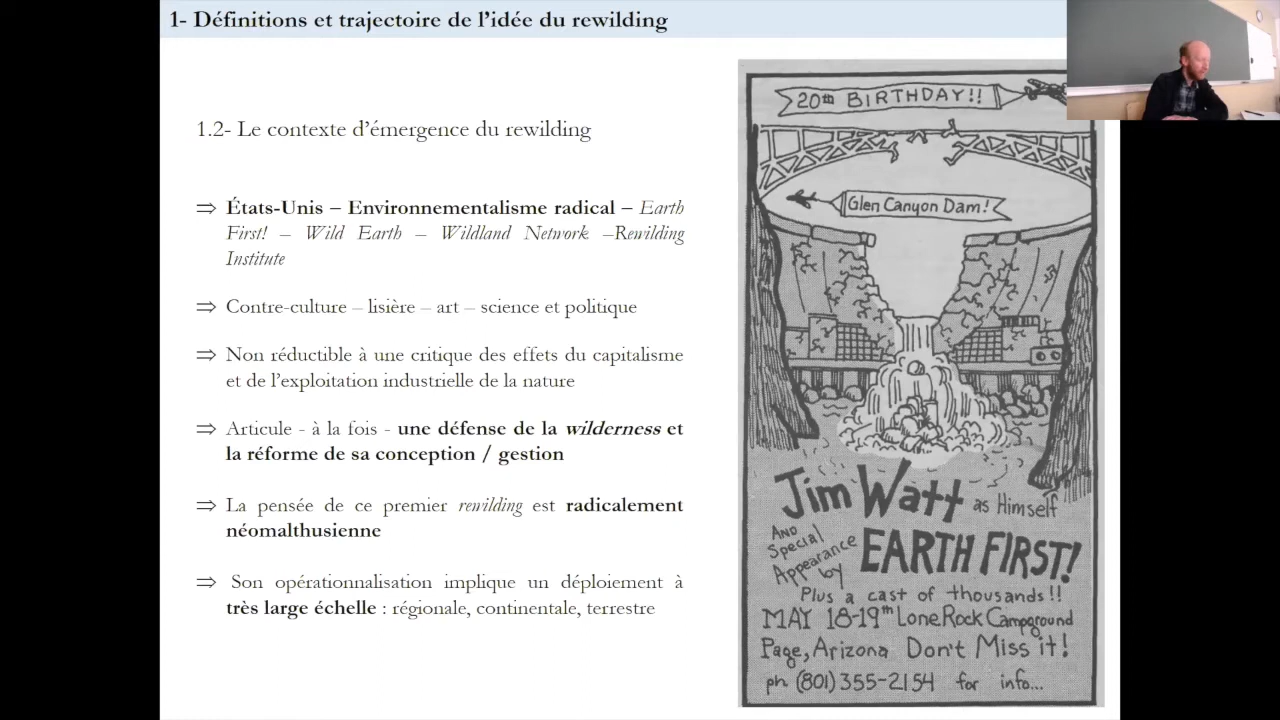 1- Définitions et trajectoire de l’idée du rewilding
1.2- Le contexte d’émergence du rewilding
⇒ États-Unis – Environnementalisme radical – Earth
First! – Wild Earth – Wildland Network –Rewilding
Institute
⇒ Contre-culture – lisière – art – science et politique
⇒ Non réductible à une critique des effets du capitalisme
et de l’exploitation industrielle de la nature
⇒ Articule - à la fois - une défense de la wilderness et
la réforme de sa conception / gestion
⇒ La pensée de ce premier rewilding est radicalement
néomalthusienne
⇒ Son opérationnalisation implique un déploiement à
très large échelle : régionale, continentale, terrestre
20th BIRTHDAY!!
Glen Canyon Dam!
Jim Watt as Himself
AND
Special
Appearance
by
EARTH FIRST!
Plus a cast of thousands!!
MAY 18-19th Lone Rock Campground
Page, Arizona Don't Miss it!
ph (801) 355-2154 for info...